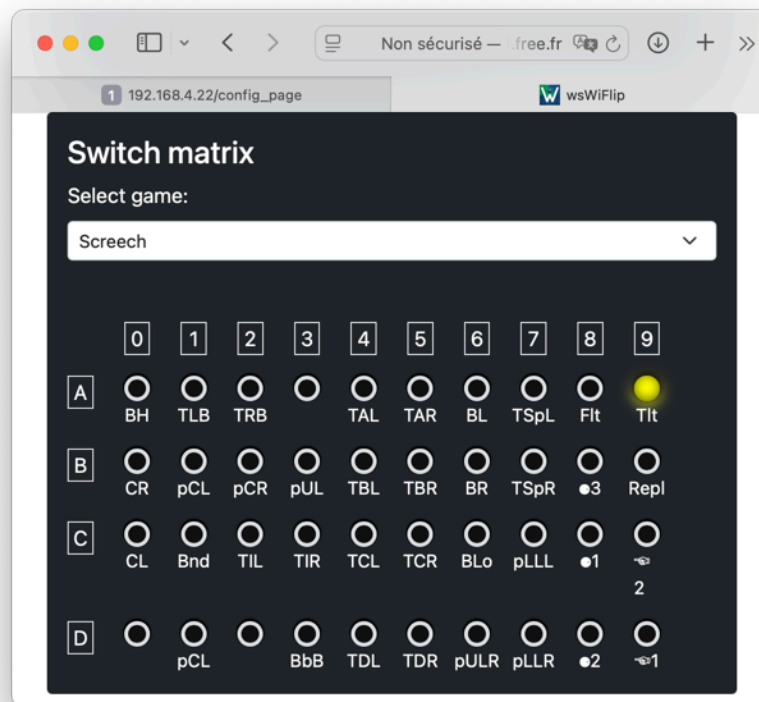 Non sécurisé — .free.fr
1 192.168.4.22/config_page
wsWiFlip
Switch matrix
Select game:
Screech
0 1 2 3 4 5 6 7 8 9
A
BH TLB TRB TAL TAR BL TSpL Flt Tlt
B
CR pCL pCR pUL TBL TBR BR TSpR ●3 Repl
C
CL Bnd TIL TIR TCL TCR BLo pLLL ●1 ☜
2
D
pCL BbB TDL TDR pULR pLLR ●2 ☜1